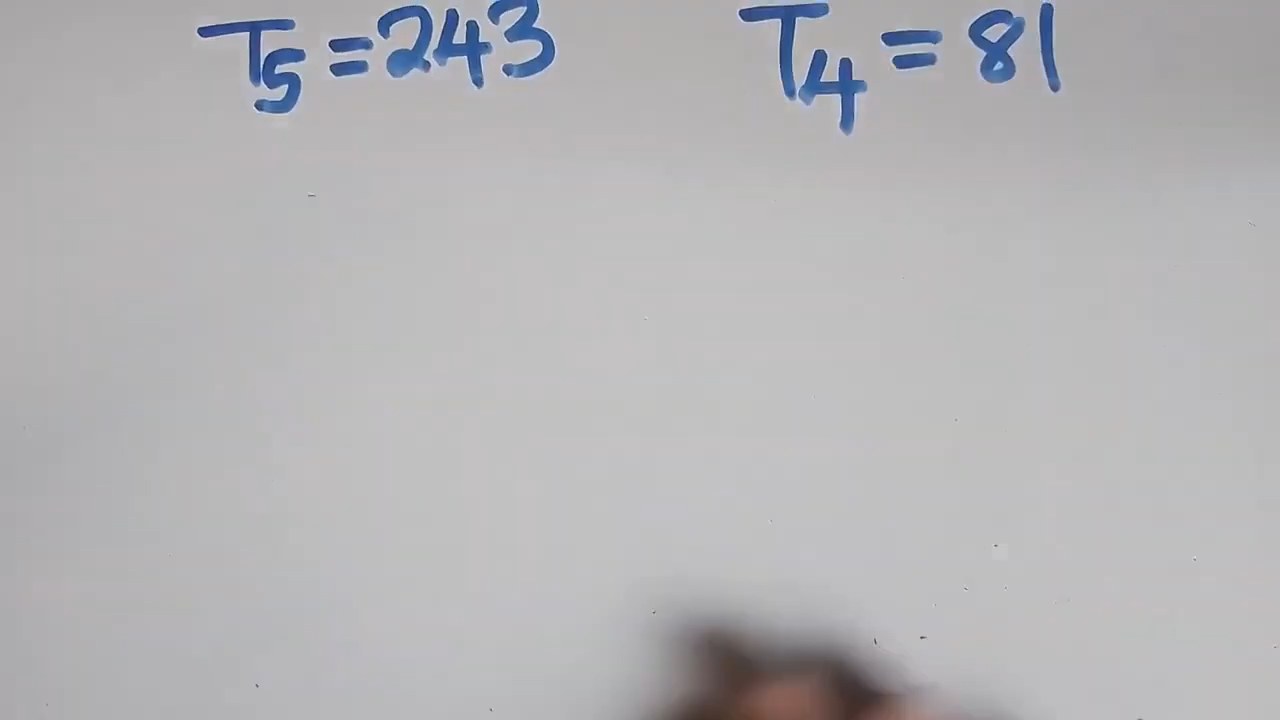 T₅ = 243 T₄ = 81